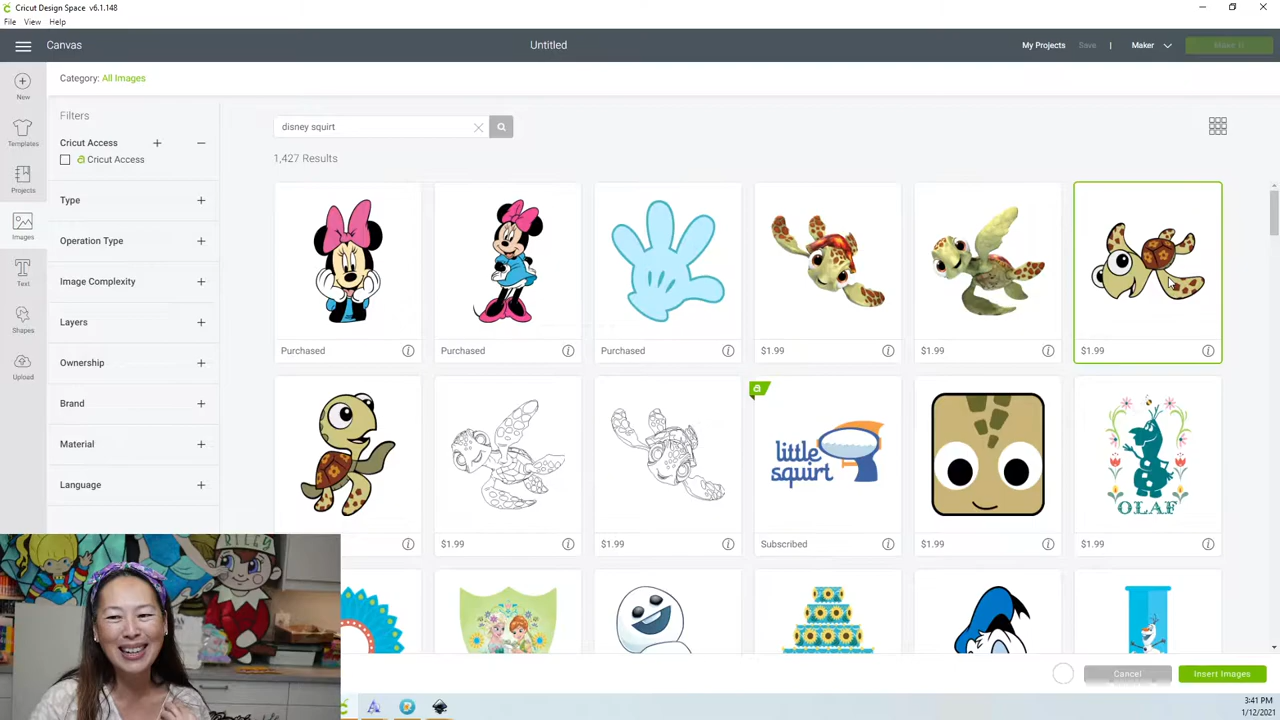 Cricut Design Space v6.1.148
File View Help
Canvas
Untitled
My Projects Save | Maker Make It
New
Templates
Projects
Images
Text
Shapes
Upload
Category: All Images
Filters
Cricut Access
Cricut Access
Type
Operation Type
Image Complexity
Layers
Ownership
Brand
Material
Language
disney squirt
1,427 Results
Purchased
Purchased
Purchased
$1.99
$1.99
$1.99
little
squirt
OLAF
$1.99
$1.99
Subscribed
$1.99
$1.99
RILEY
Cancel
Insert Images
3:41 PM
1/12/2021